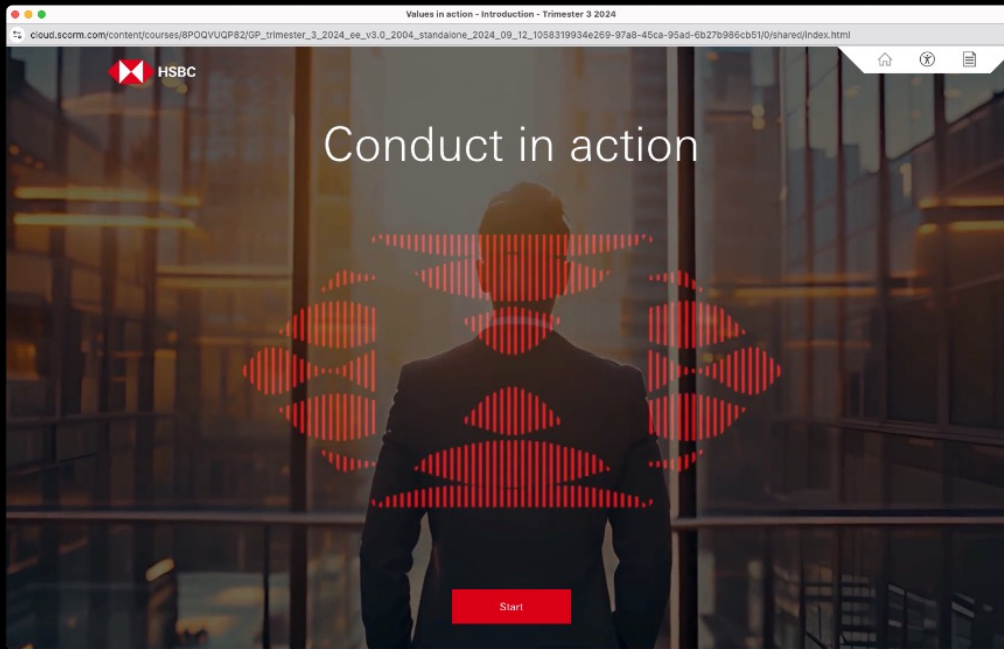 Values in action - Introduction - Trimester 3 2024
cloud.scorm.com/content/courses/8POQVUQP82/GP_trimester_3_2024_ee_v3.0_2004_standalone_2024_09_12_1058319934e269-97a8-45ca-95ad-6b27b986cb51/0/shared/index.html
HSBC
Conduct in action
Start